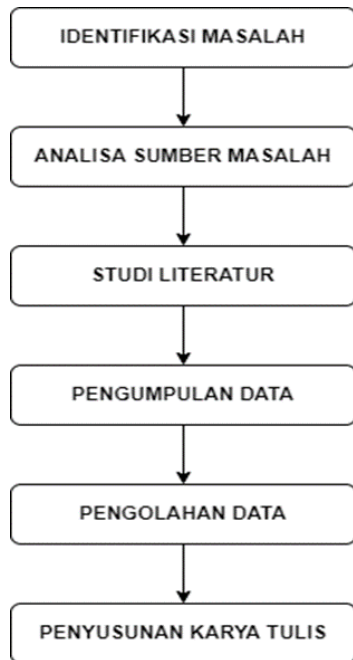 IDENTIFIKASI MASALAH
ANALISA SUMBER MASALAH
STUDI LITERATUR
PENGUMPULAN DATA
PENGOLAHAN DATA
PENYUSUNAN KARYA TULIS